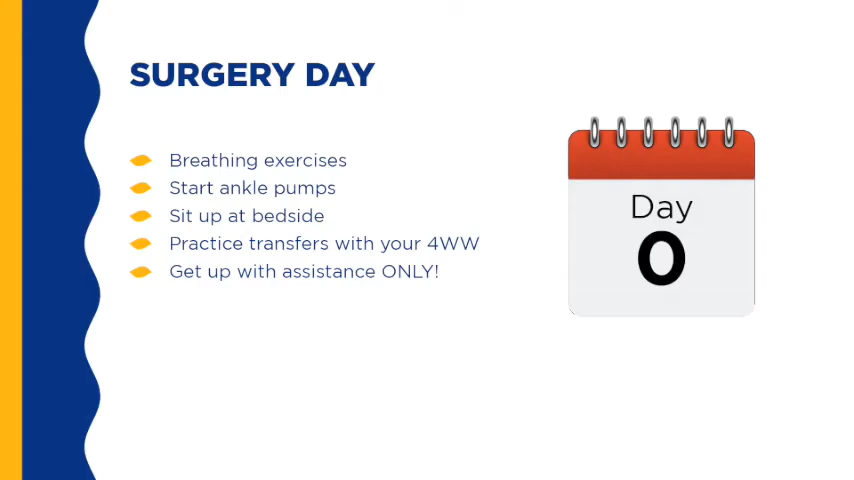 SURGERY DAY
Breathing exercises
Start ankle pumps
Sit up at bedside
Practice transfers with your 4WW
Get up with assistance ONLY!
Day
0